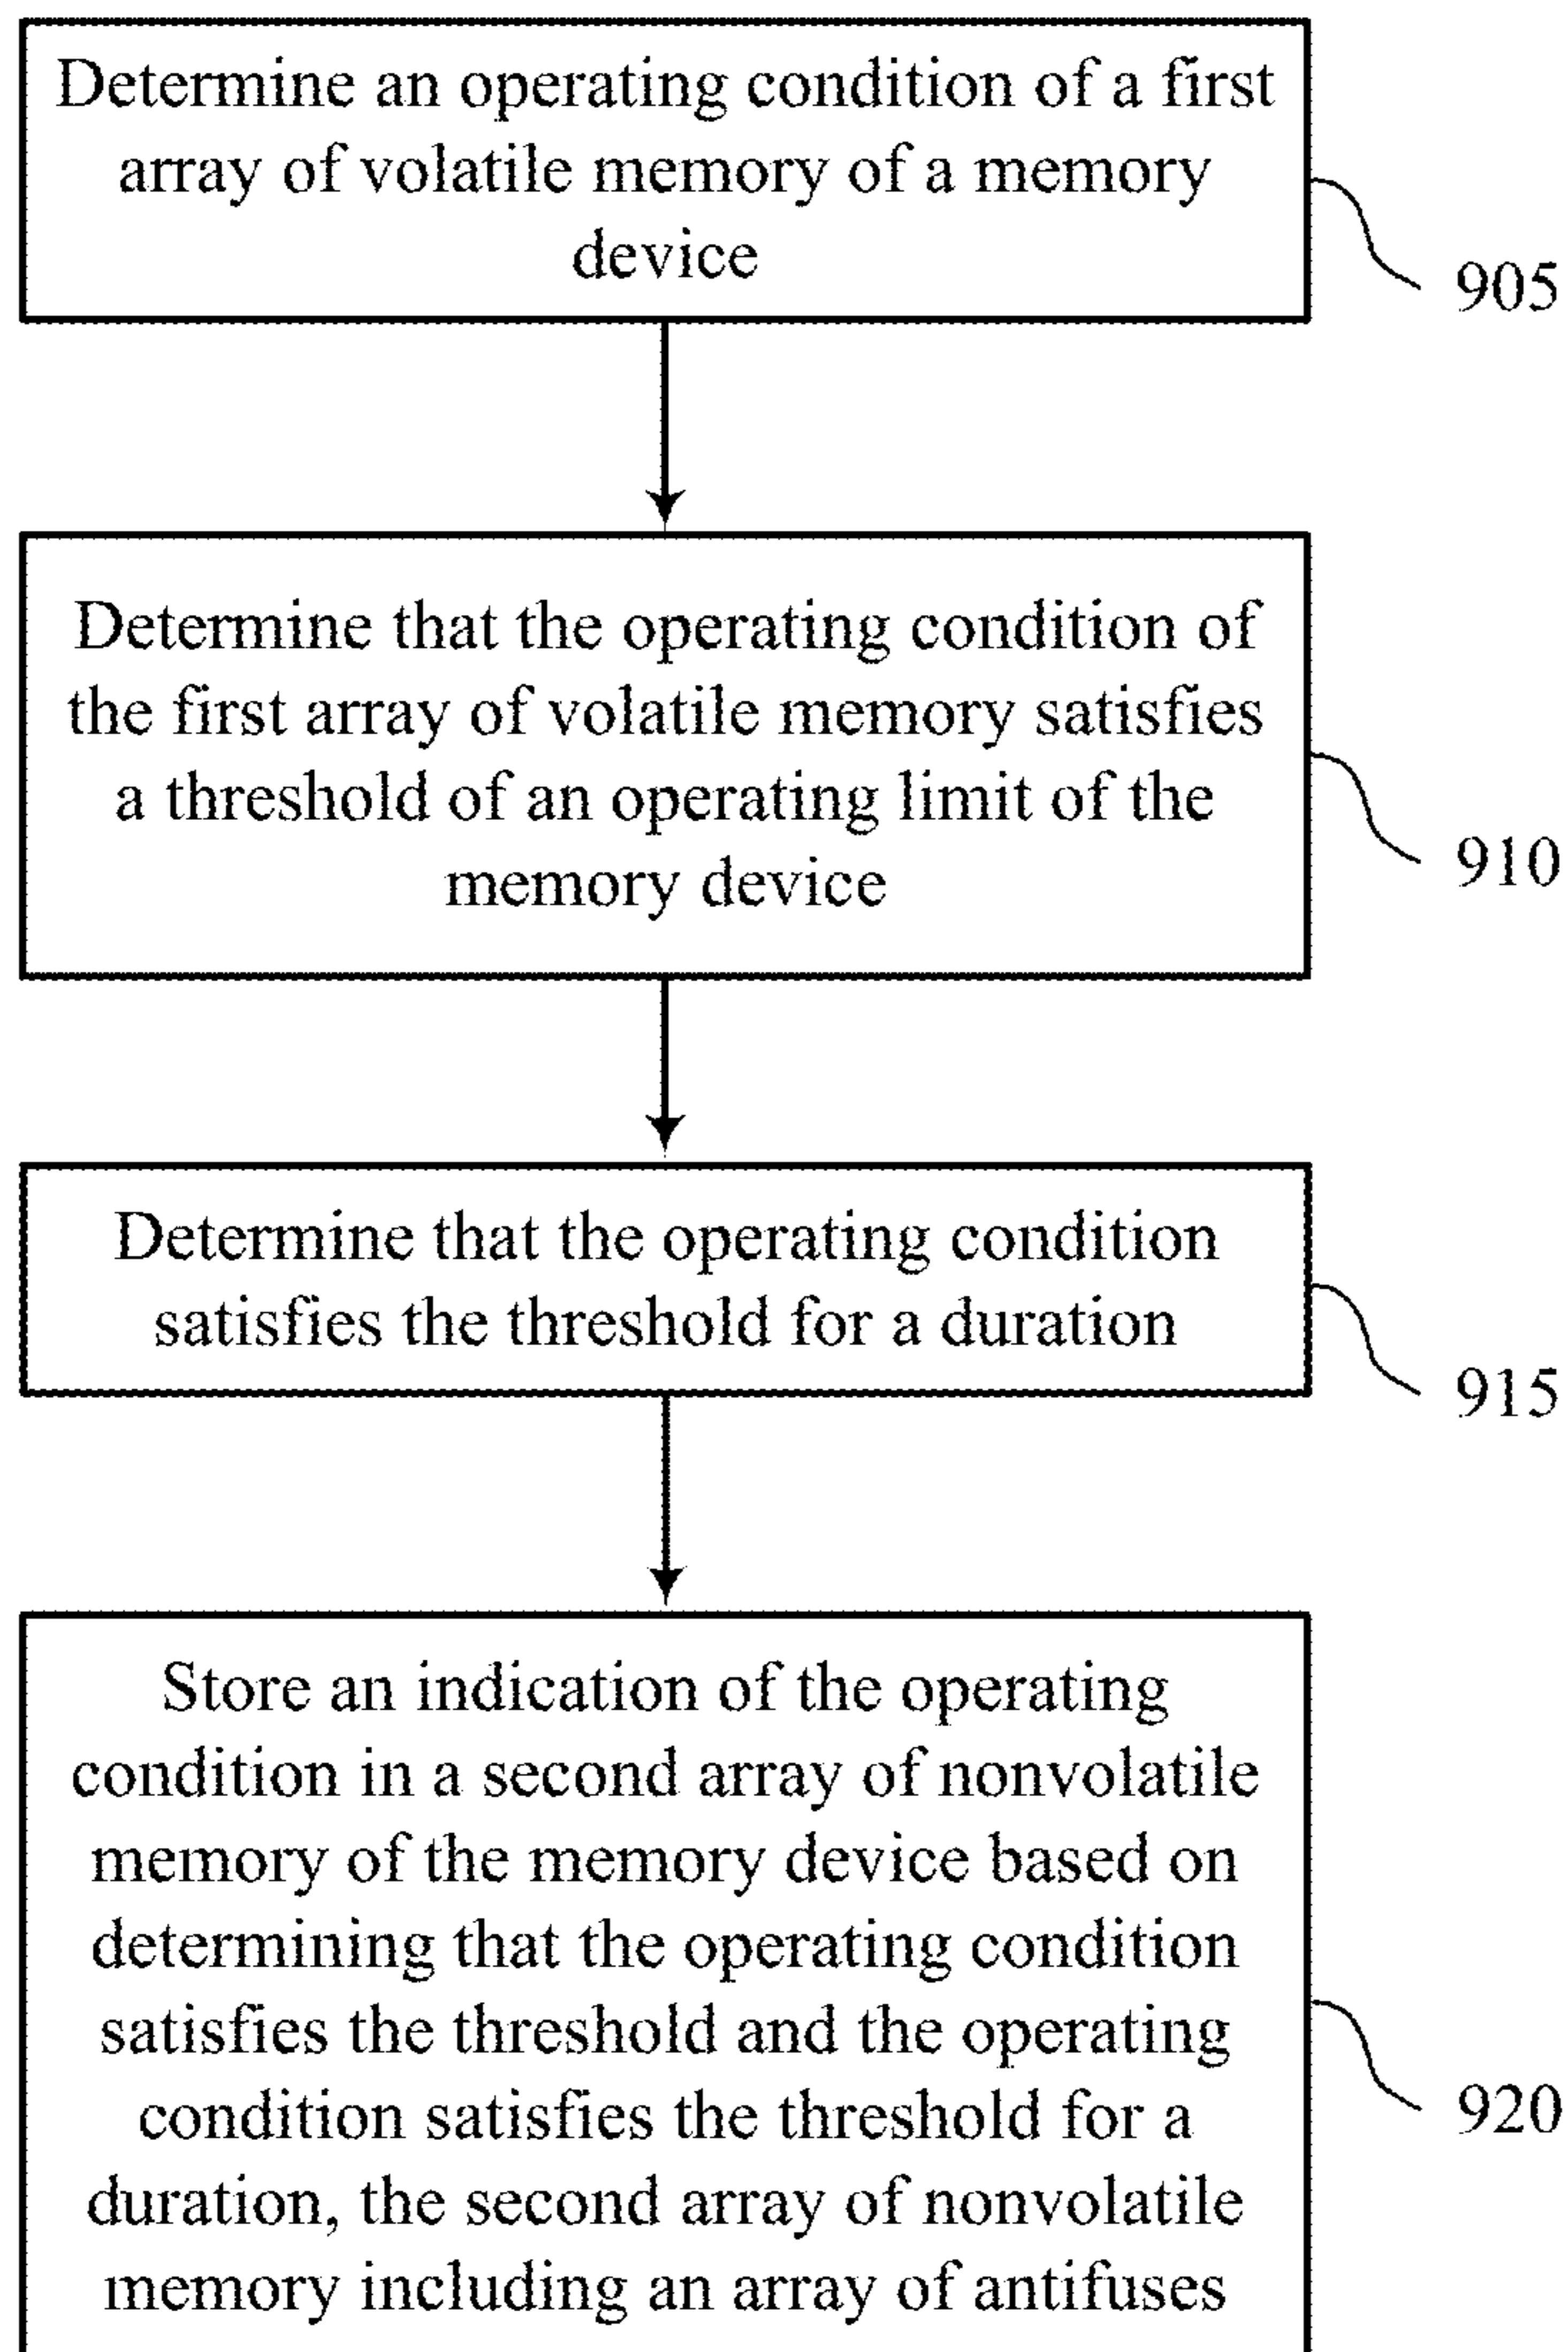 Determine an operating condition of a first
array of volatile memory of a memory
device
905
Determine that the operating condition of
the first array of volatile memory satisfies
a threshold of an operating limit of the
memory device
910
Determine that the operating condition
satisfies the threshold for a duration
915
Store an indication of the operating
condition in a second array of nonvolatile
memory of the memory device based on
determining that the operating condition
satisfies the threshold and the operating
condition satisfies the threshold for a
duration, the second array of nonvolatile
memory including an array of antifuses
920